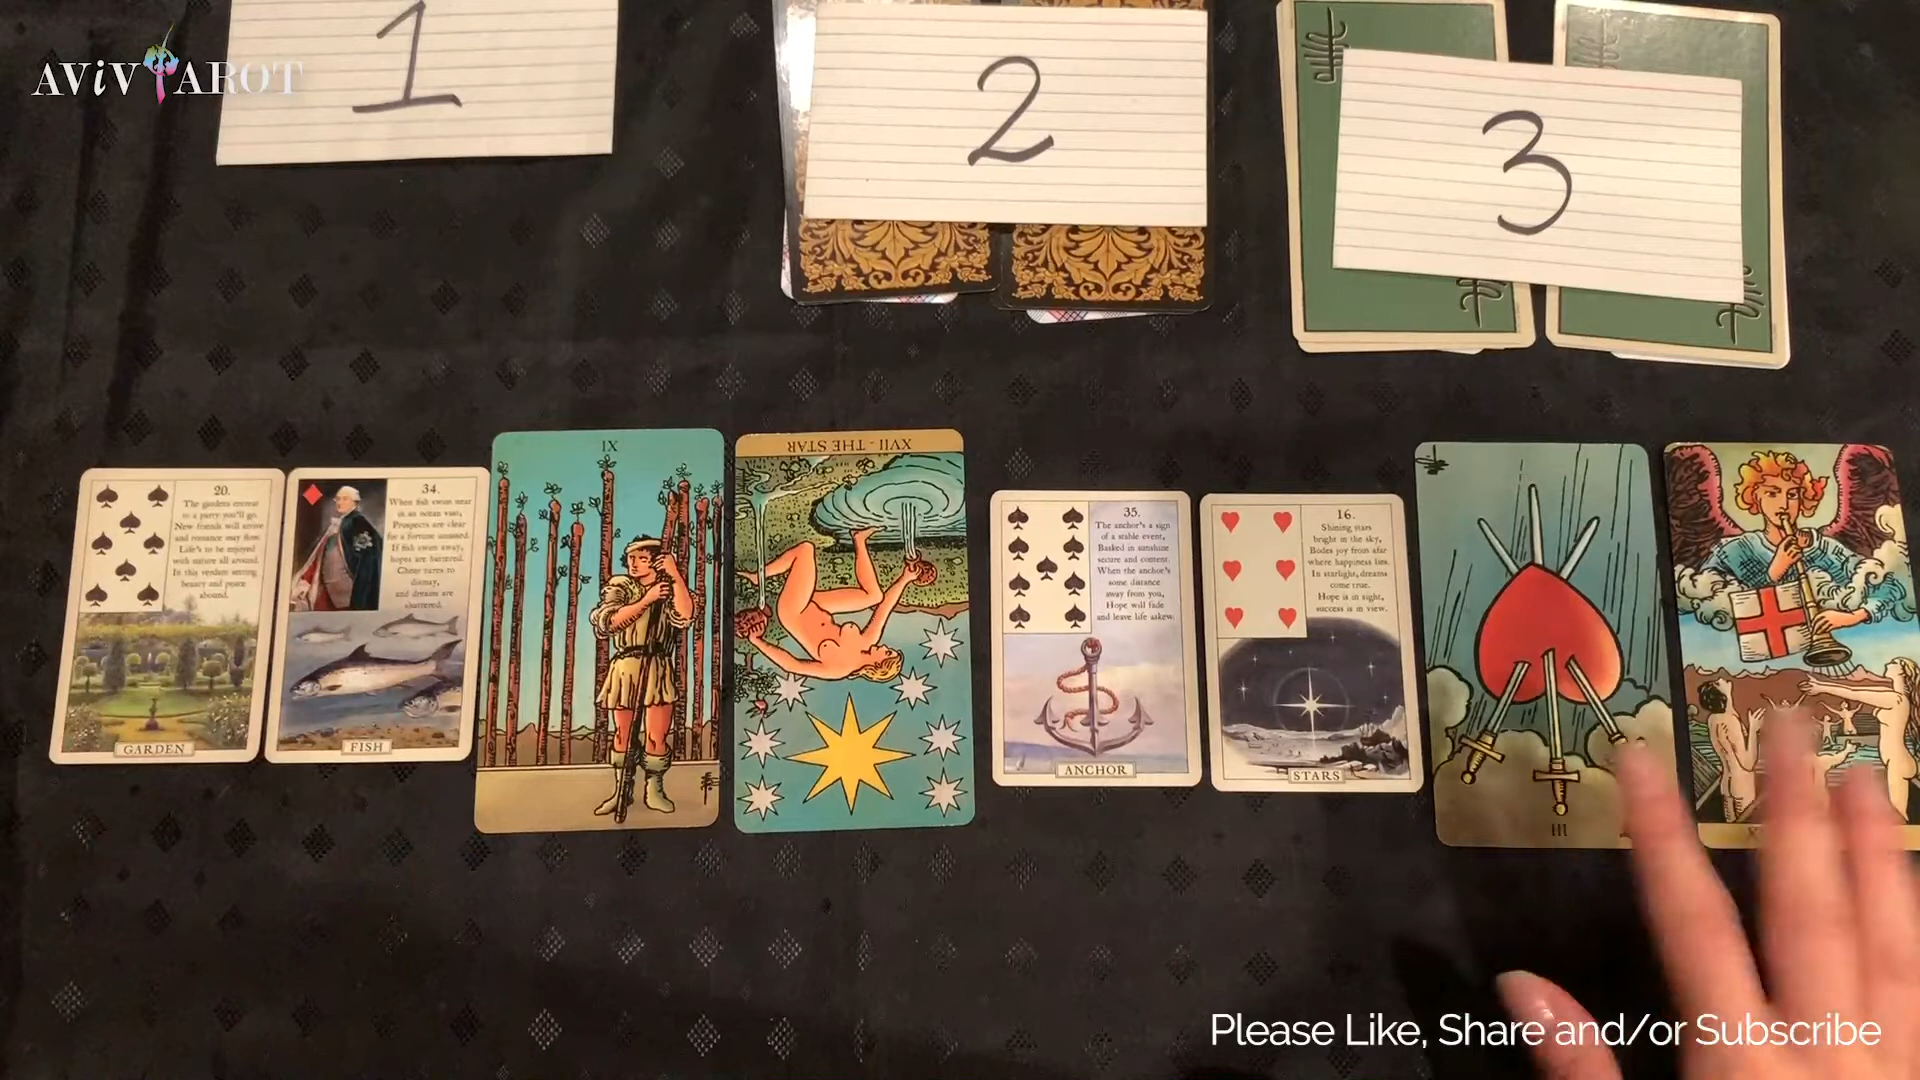 AViV TAROT
1
2
3
IX
XVII - THE STAR
20.
The gardens entreat
to a party you'll go.
New friends will arrive
and romance may flow.
Life's to be enjoyed
with nature all around.
In this verdant setting
beauty and peace
abound.
GARDEN
34.
When fish swim near
in an ocean vast,
Prospects are clear
for a fortune amassed.
If fish swim away,
hopes are battered.
Cheer turns to
dismay,
and dreams are
shattered.
FISH
35.
The anchor's a sign
of a stable event,
Basked in sunshine
secure and content.
When the anchor's
some distance
away from you,
Hope will fade
and leave life askew.
ANCHOR
16.
Shining stars
bright in the sky,
Bodes joy from afar
where happiness lies.
In starlight, dreams
come true.
Hope is in sight,
success is in view.
STARS
III
Please Like, Share and/or Subscribe